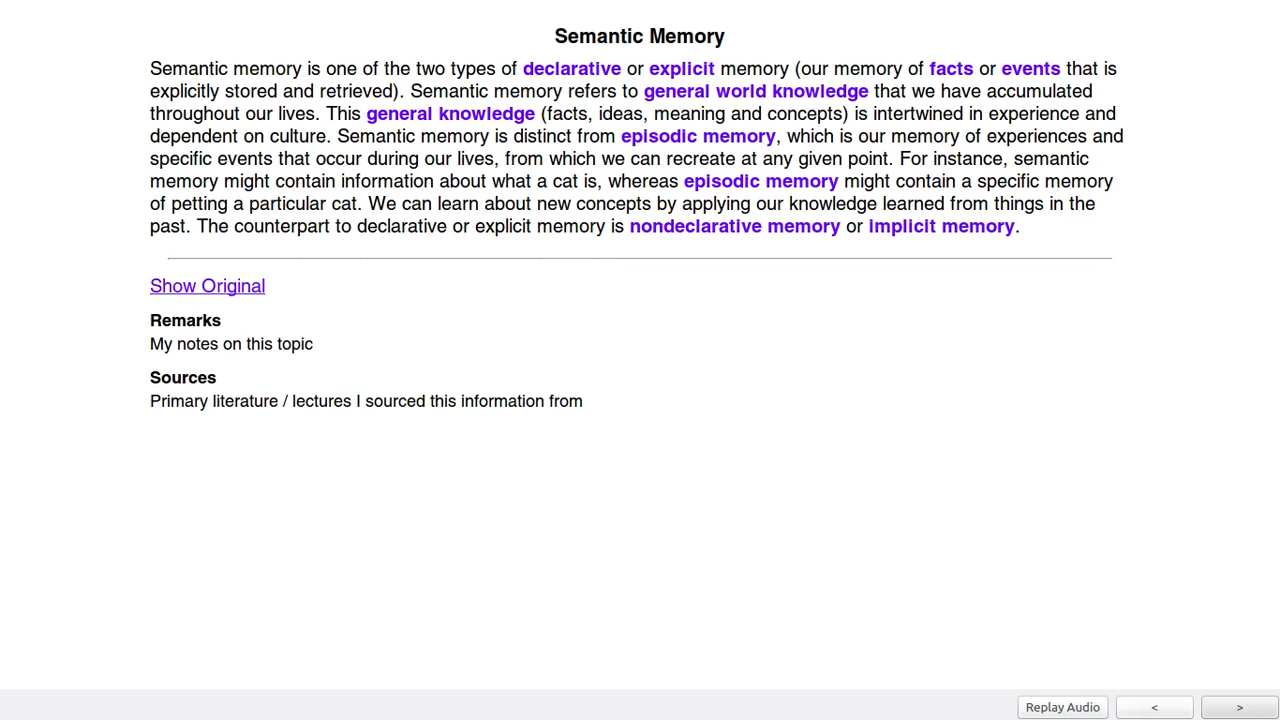 Semantic Memory
Semantic memory is one of the two types of declarative or explicit memory (our memory of facts or events that is
explicitly stored and retrieved). Semantic memory refers to general world knowledge that we have accumulated
throughout our lives. This general knowledge (facts, ideas, meaning and concepts) is intertwined in experience and
dependent on culture. Semantic memory is distinct from episodic memory, which is our memory of experiences and
specific events that occur during our lives, from which we can recreate at any given point. For instance, semantic
memory might contain information about what a cat is, whereas episodic memory might contain a specific memory
of petting a particular cat. We can learn about new concepts by applying our knowledge learned from things in the
past. The counterpart to declarative or explicit memory is nondeclarative memory or implicit memory.
Show Original
Remarks
My notes on this topic
Sources
Primary literature / lectures I sourced this information from
Replay Audio < >